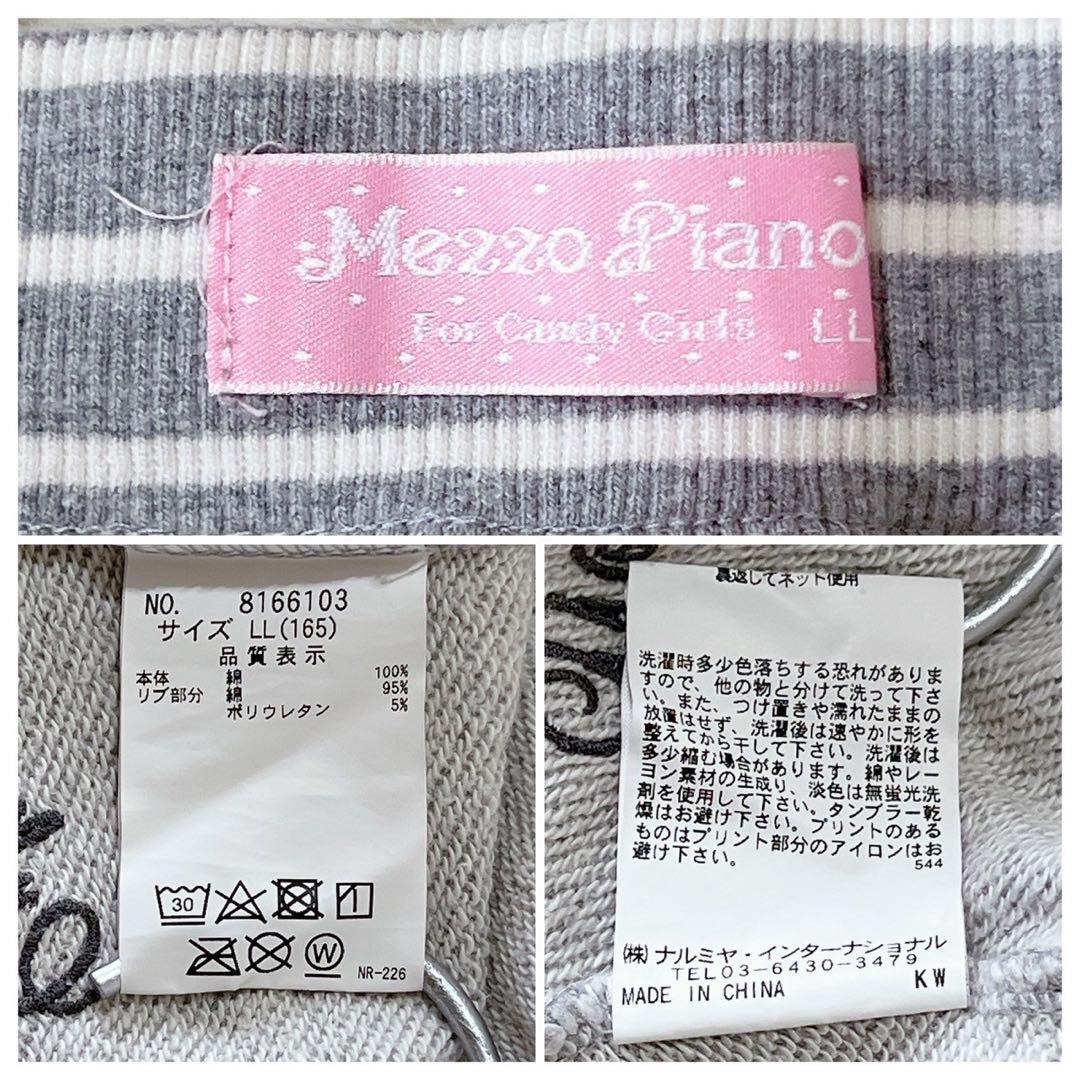 Mezzo Piano
For Candy Girls LL
NO. 8166103
サイズ LL(165)
品質表示
本体 綿 100%
リブ部分 綿 95%
ポリウレタン 5%
30
W
NR-226
裏返してネット使用
洗濯時多少色落ちする恐れがありま
すので、他の物と分けて洗って下さ
い。また、つけ置きや濡れたままの
放置はせず、洗濯後は速やかに形を
整えてから干して下さい。洗濯後は
多少縮む場合があります。綿やレー
ヨン素材の生成り、淡色は無蛍光洗
剤を使用して下さい。タンブラー乾
燥はお避け下さい。プリントのある
ものはプリント部分のアイロンはお
避け下さい。
544
㈱ナルミヤ・インターナショナル
TEL03-6430-3479
MADE IN CHINA KW